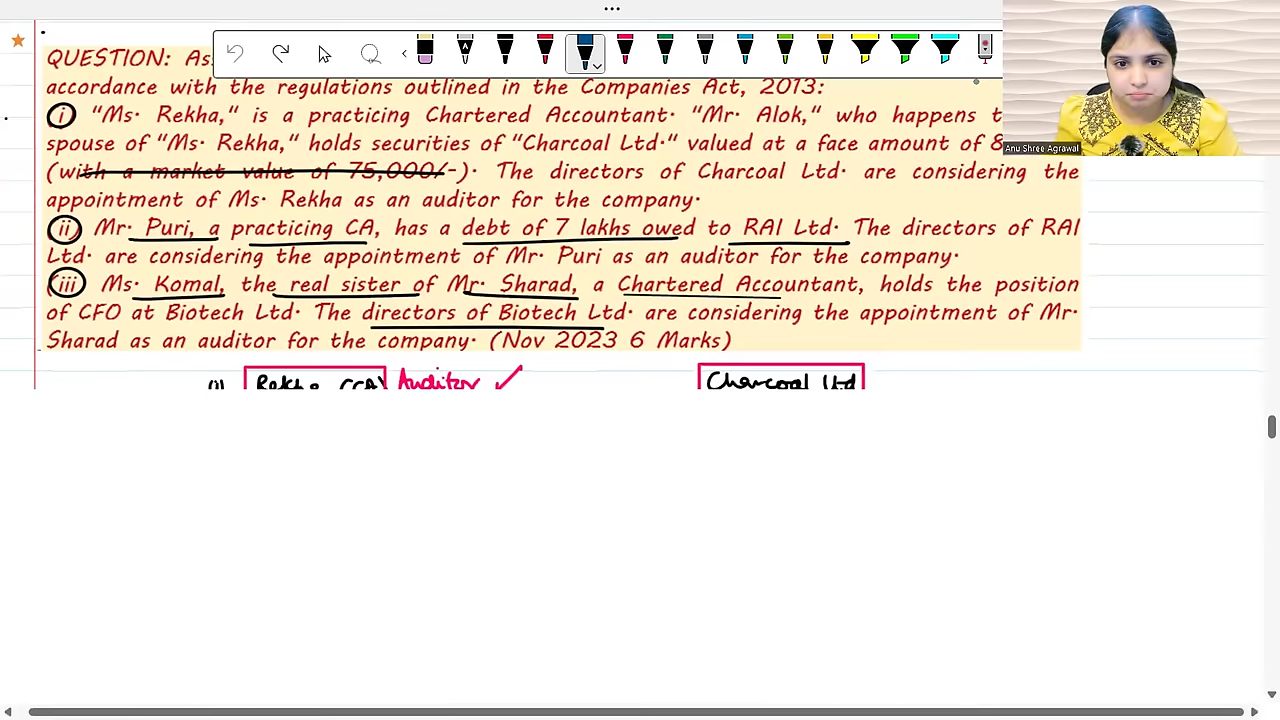 QUESTION:
accordance with the regulations outlined in the Companies Act, 2013:
(i) "Ms. Rekha," is a practicing Chartered Accountant. "Mr. Alok," who happens
spouse of "Ms. Rekha," holds securities of "Charcoal Ltd." valued at a face amount of
(with a market value of 75,000/-). The directors of Charcoal Ltd. are considering the
appointment of Ms. Rekha as an auditor for the company.
(ii) Mr. Puri, a practicing CA, has a debt of 7 lakhs owed to RAI Ltd. The directors of RAI
Ltd. are considering the appointment of Mr. Puri as an auditor for the company.
(iii) Ms. Komal, the real sister of Mr. Sharad, a Chartered Accountant, holds the position
of CFO at Biotech Ltd. The directors of Biotech Ltd. are considering the appointment of Mr.
Sharad as an auditor for the company. (Nov 2023 6 Marks)
(i) Rekha (CA) Auditor ✓ Charcoal Ltd
Anu Shree Agrawal